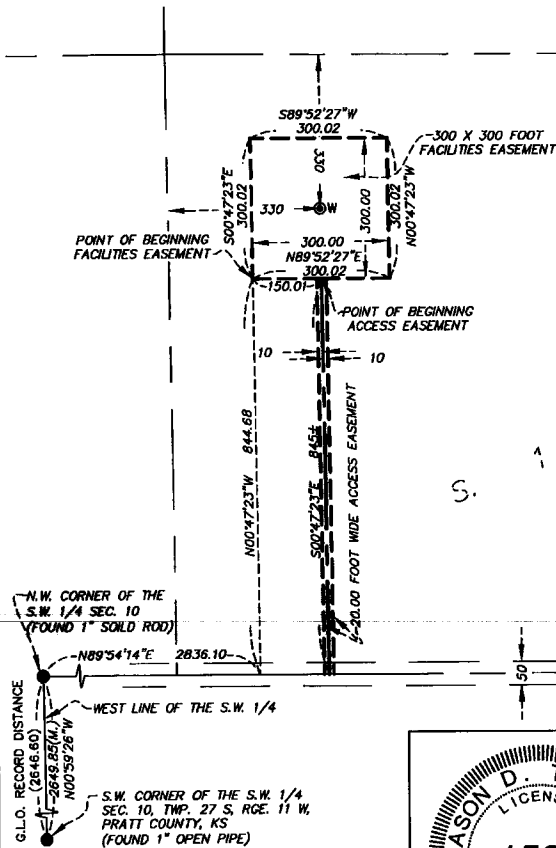 S89°52'27"W
300.02
300 X 300 FOOT
FACILITIES EASEMENT
330
S00°47'23"E
300.02
330
W
300.00
300.02
N00°47'23"W
POINT OF BEGINNING
FACILITIES EASEMENT
300.00
N89°52'27"E
300.02
150.01
POINT OF BEGINNING
ACCESS EASEMENT
10
10
N00°47'23"W 844.68
S00°47'23"E 845±
20.00 FOOT WIDE ACCESS EASEMENT
S.
N.W. CORNER OF THE
S.W. 1/4 SEC. 10
(FOUND 1" SOILD ROD)
N89°54'14"E 2836.10
50
WEST LINE OF THE S.W. 1/4
G.L.O. RECORD DISTANCE
(2646.60)
2649.85(M.)
N00°59'26"W
S.W. CORNER OF THE S.W. 1/4
SEC. 10, TWP. 27 S, RGE. 11 W,
PRATT COUNTY, KS
(FOUND 1" OPEN PIPE)
ASON D.
LICENS